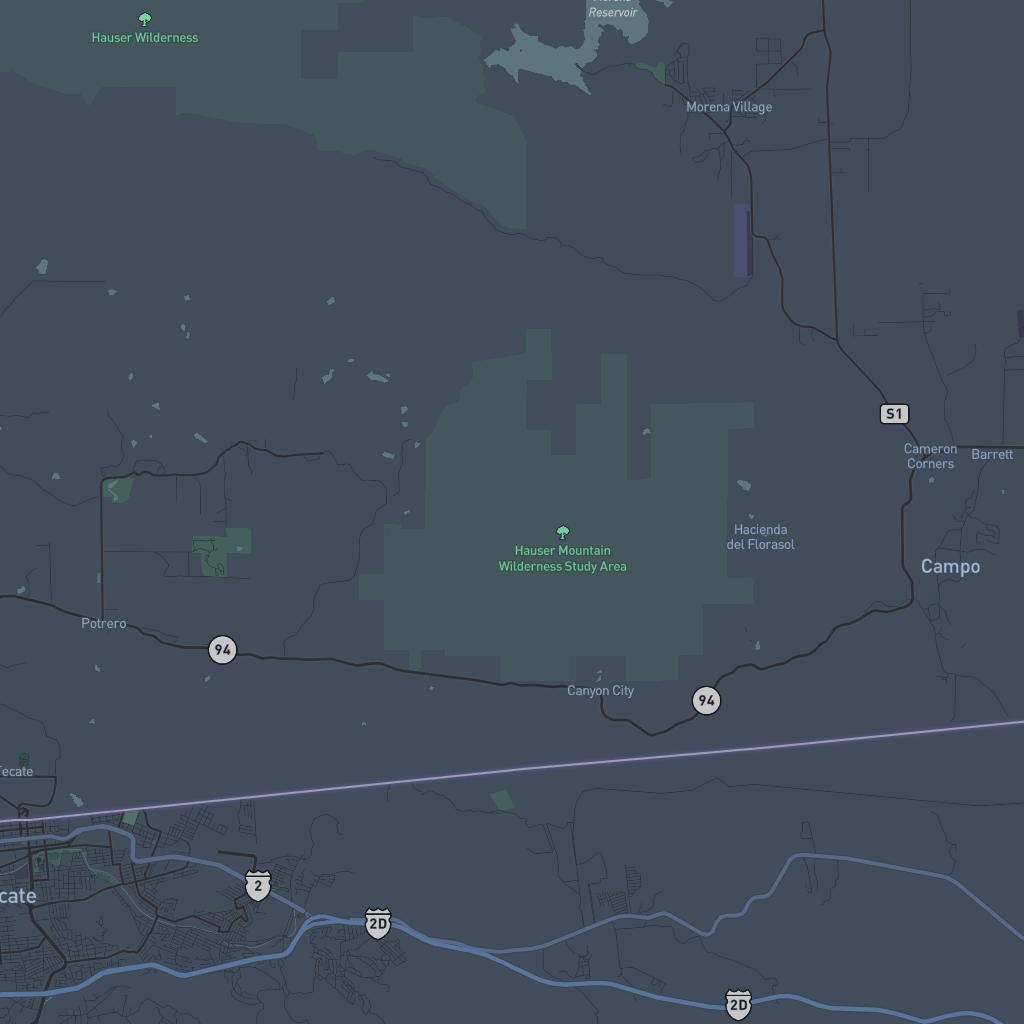 Reservoir
Hauser Wilderness
Morena Village
S1
Cameron
Corners
Barrett
Hacienda
del Florasol
Hauser Mountain
Wilderness Study Area
Campo
Potrero
94
Canyon City
94
Tecate
2
cate
2D
2D